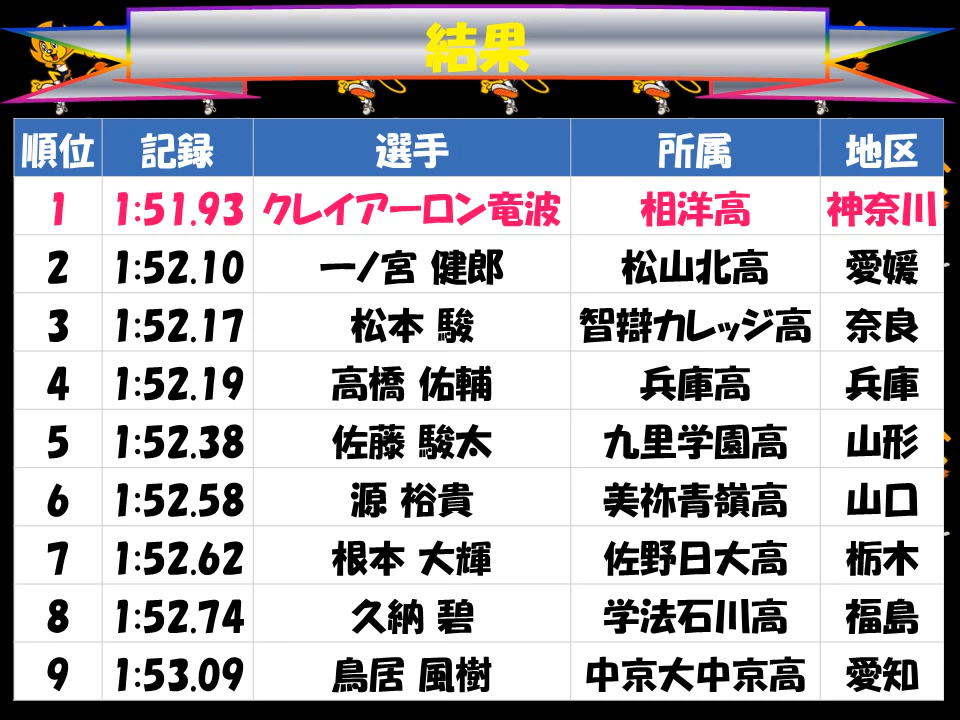 結果
順位 記録 選手 所属 地区
1 1:51.93 クレイアーロン竜波 相洋高 神奈川
2 1:52.10 一ノ宮 健郎 松山北高 愛媛
3 1:52.17 松本 駿 智辯カレッジ高 奈良
4 1:52.19 高橋 佑輔 兵庫高 兵庫
5 1:52.38 佐藤 駿太 九里学園高 山形
6 1:52.58 源 裕貴 美祢青嶺高 山口
7 1:52.62 根本 大輝 佐野日大高 栃木
8 1:52.74 久納 碧 学法石川高 福島
9 1:53.09 鳥居 風樹 中京大中京高 愛知